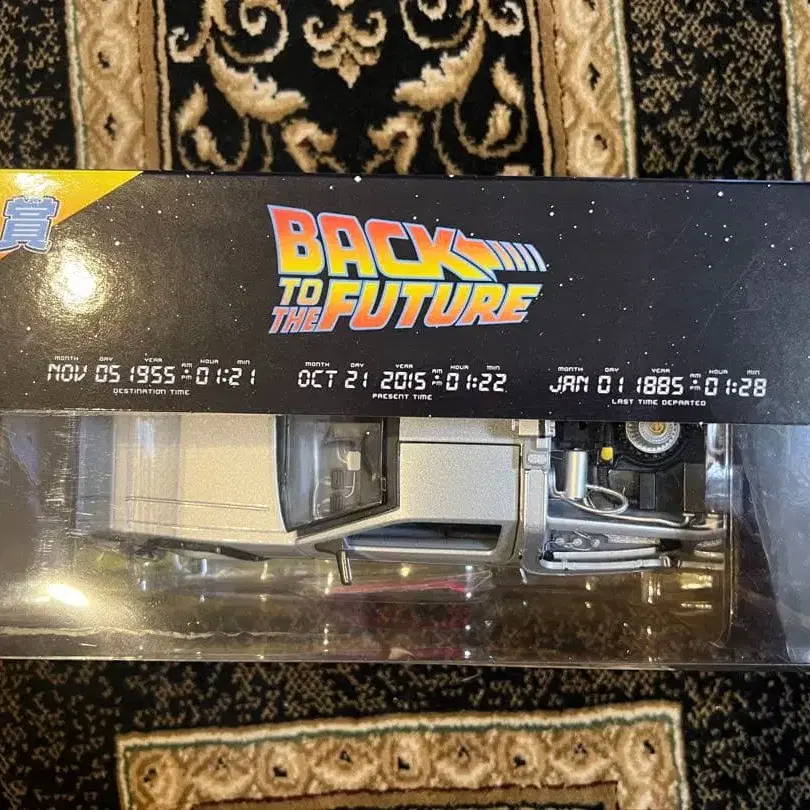 賞
BACK
TO THE FUTURE
MONTH DAY YEAR AM PM HOUR MIN
NOV 05 1955 01:21
DESTINATION TIME
MONTH DAY YEAR AM PM HOUR MIN
OCT 21 2015 01:22
PRESENT TIME
MONTH DAY YEAR AM PM HOUR MIN
JAN 01 1885 01:28
LAST TIME DEPARTED